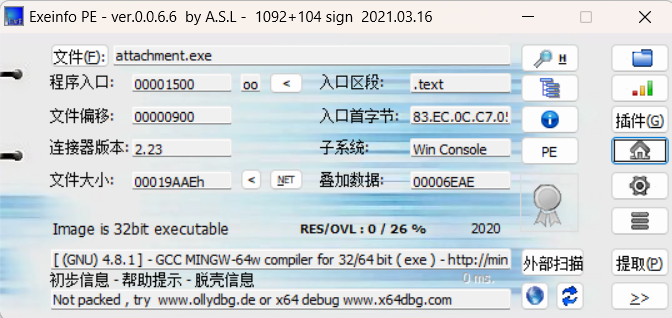 Exeinfo PE - ver.0.0.6.6 by A.S.L - 1092+104 sign 2021.03.16
文件(F): attachment.exe H
程序入口: 00001500 oo < 入口区段: .text
文件偏移: 00000900 入口首字节: 83.EC.0C.C7.0 插件(G)
连接器版本: 2.23 子系统: Win Console PE
文件大小: 00019AAEh < NET 叠加数据: 00006EAE
Image is 32bit executable RES/OVL : 0 / 26 % 2020
[ (GNU) 4.8.1 ] - GCC MINGW-64w compiler for 32/64 bit ( exe ) - http://min 外部扫描 提取(P)
初步信息 - 帮助提示 - 脱壳信息 0 ms.
Not packed , try www.ollydbg.de or x64 debug www.x64dbg.com >>